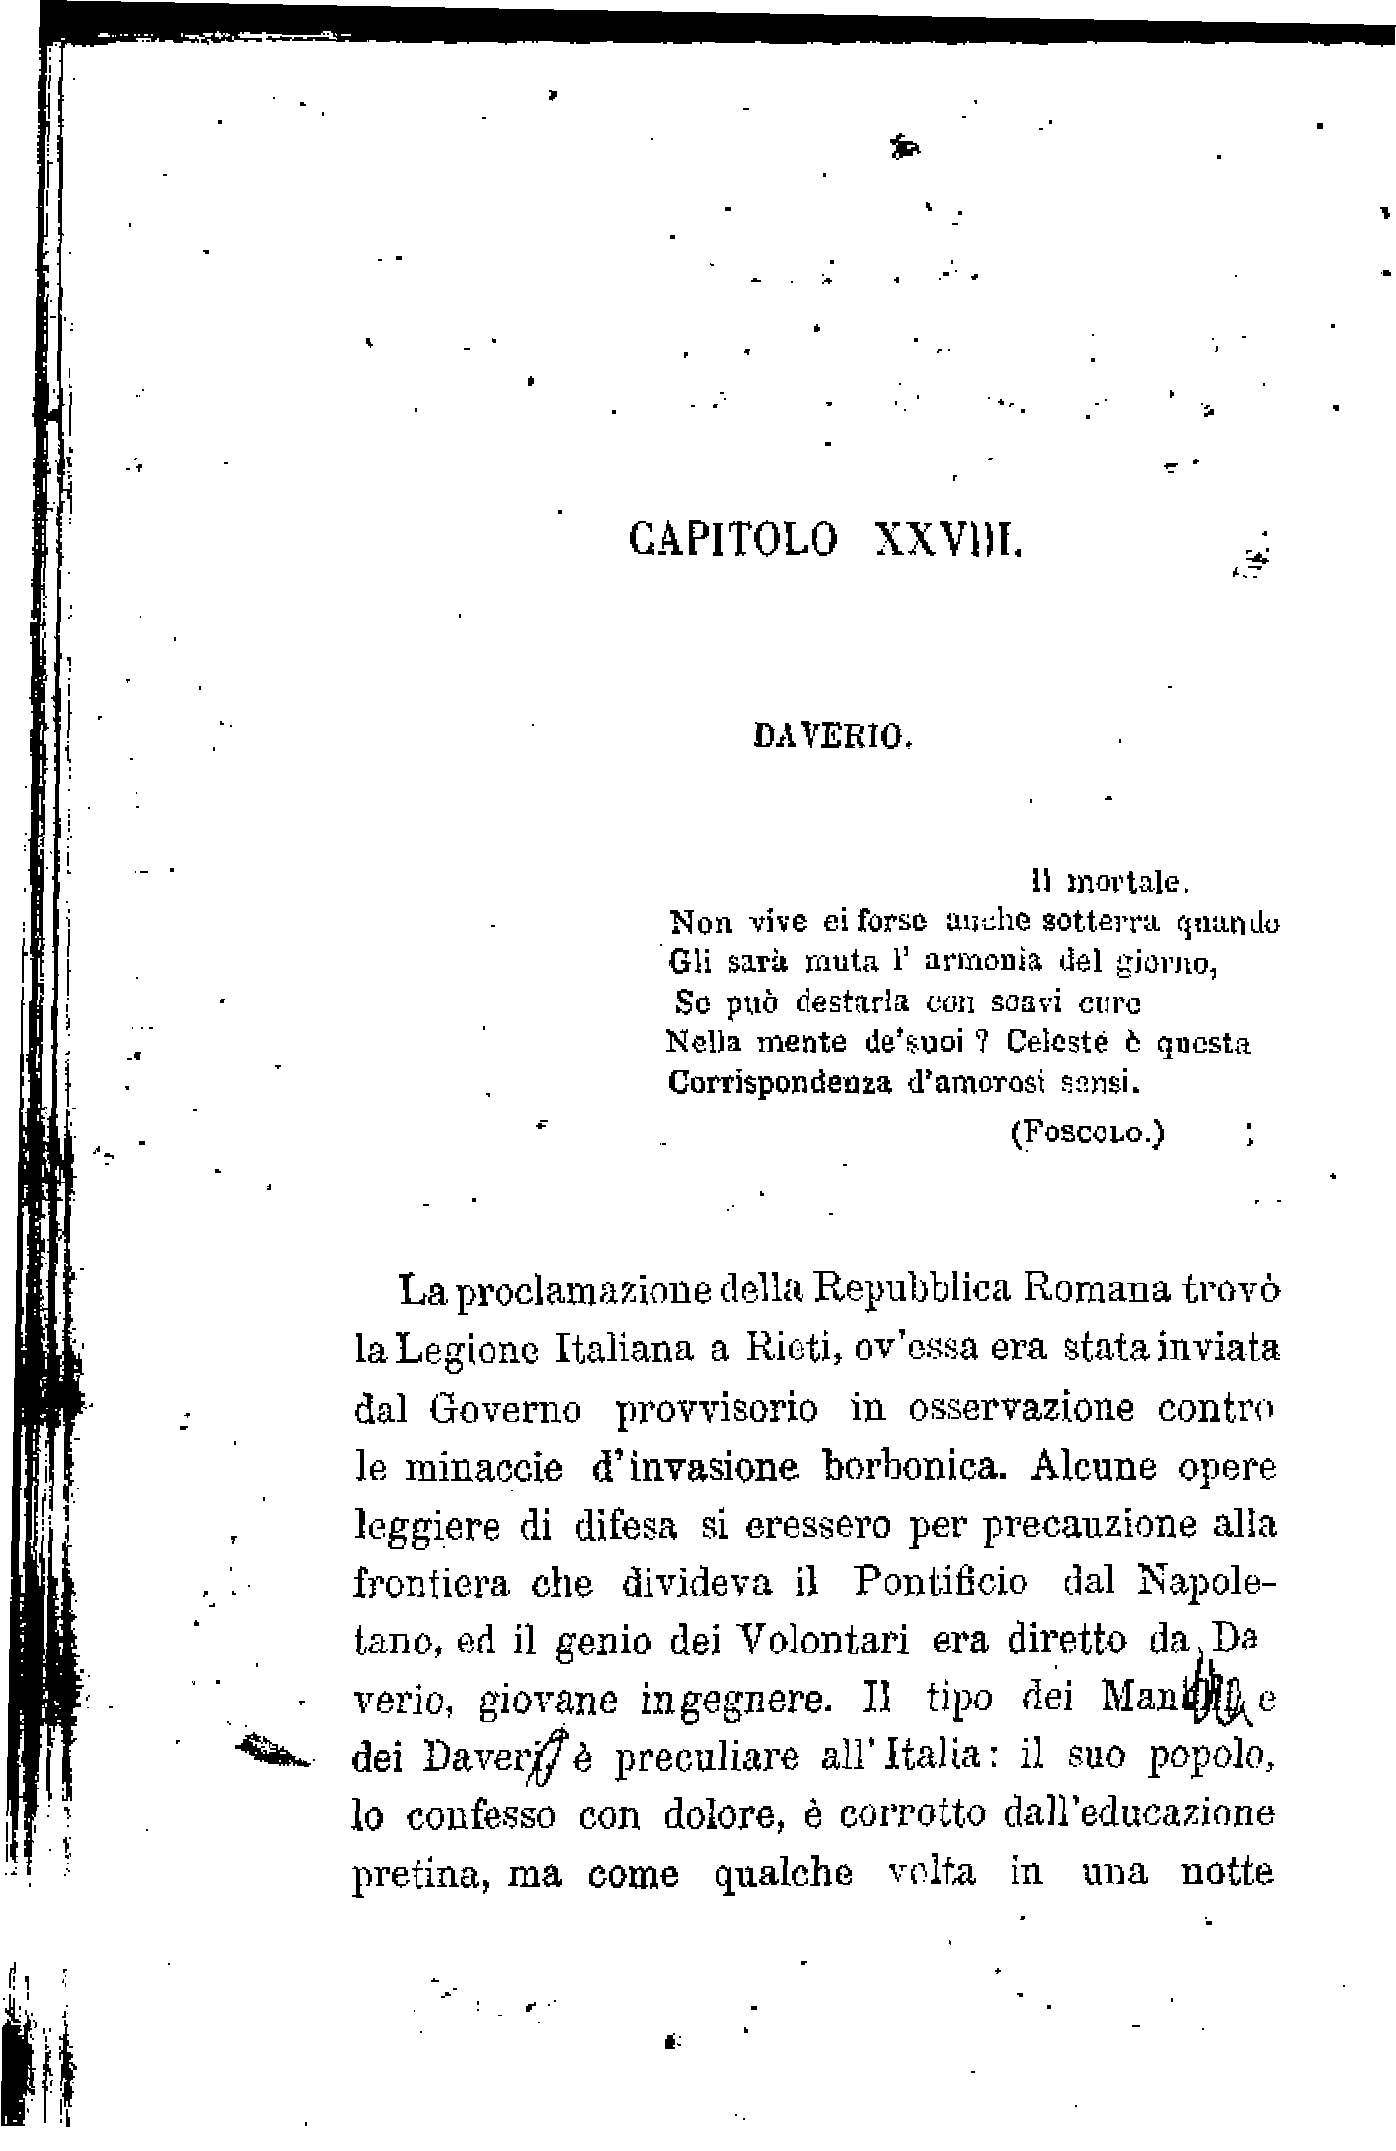 CAPITOLO XXVIII.
DAVERIO.
Il mortale.
Non vive ei forse anche sotterra quando
Gli sarà muta l' armonia del giorno,
Se può destarla con soavi cure
Nella mente de'suoi ? Celeste è questa
Corrispondenza d'amorosi sensi.
(FOSCOLO.)
La proclamazione della Repubblica Romana trovò
la Legione Italiana a Rieti, ov'essa era stata inviata
dal Governo provvisorio in osservazione contro
le minaccie d'invasione borbonica. Alcune opere
leggiere di difesa si eressero per precauzione alla
frontiera che divideva il Pontificio dal Napole-
tano, ed il genio dei Volontari era diretto da Da
verio, giovane ingegnere. Il tipo dei e
dei Daveri è preculiare all'Italia: il suo popolo,
lo confesso con dolore, è corrotto dall'educazione
pretina, ma come qualche volta in una notte